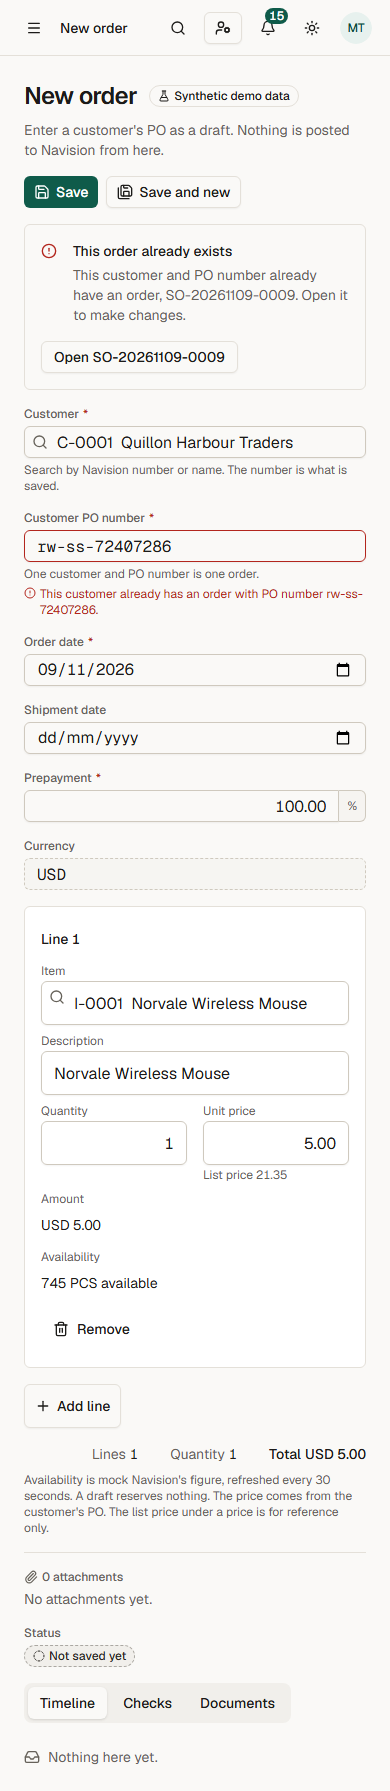 New order
15
MT
New order
Synthetic demo data
Enter a customer's PO as a draft. Nothing is posted
to Navision from here.
Save
Save and new
This order already exists
This customer and PO number already
have an order, SO-20261109-0009. Open it
to make changes.
Open SO-20261109-0009
Customer *
C-0001 Quillon Harbour Traders
Search by Navision number or name. The number is what is
saved.
Customer PO number *
rw-ss-72407286
One customer and PO number is one order.
This customer already has an order with PO number rw-ss-
72407286.
Order date *
09/11/2026
Shipment date
dd/mm/yyyy
Prepayment *
100.00 %
Currency
USD
Line 1
Item
I-0001 Norvale Wireless Mouse
Description
Norvale Wireless Mouse
Quantity Unit price
1 5.00
List price 21.35
Amount
USD 5.00
Availability
745 PCS available
Remove
Add line
Lines 1 Quantity 1 Total USD 5.00
Availability is mock Navision's figure, refreshed every 30
seconds. A draft reserves nothing. The price comes from the
customer's PO. The list price under a price is for reference
only.
0 attachments
No attachments yet.
Status
Not saved yet
Timeline Checks Documents
Nothing here yet.